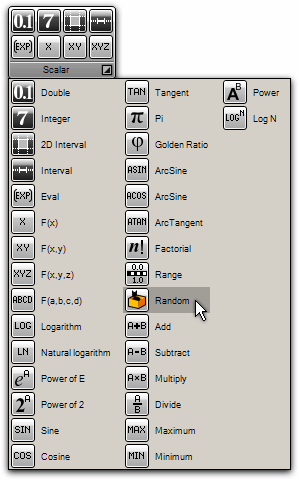 0.1 7
(EXP) X XY XYZ
Scalar
0.1 Double
7 Integer
2D Interval
Interval
(EXP) Eval
X F(x)
XY F(x,y)
XYZ F(x,y,z)
ABCD F(a,b,c,d)
LOG Logarithm
LN Natural logarithm
e^A Power of E
2^A Power of 2
SIN Sine
COS Cosine
TAN Tangent
π Pi
φ Golden Ratio
ASIN ArcSine
ACOS ArcSine
ATAN ArcTangent
n! Factorial
0.0 1.0 Range
Random
A+B Add
A-B Subtract
A×B Multiply
A/B Divide
MAX Maximum
MIN Minimum
A^B Power
LOG^N Log N